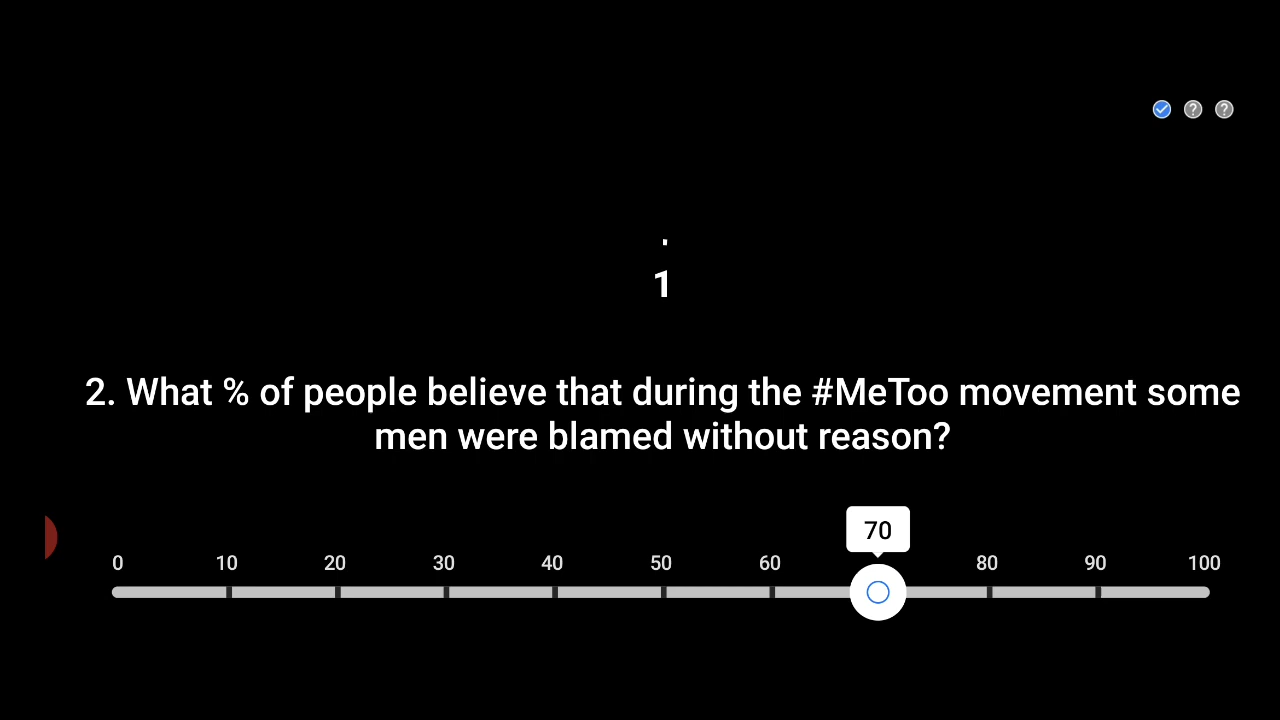 ? ?
1
2. What % of people believe that during the #MeToo movement some
men were blamed without reason?
70
0 10 20 30 40 50 60 80 90 100